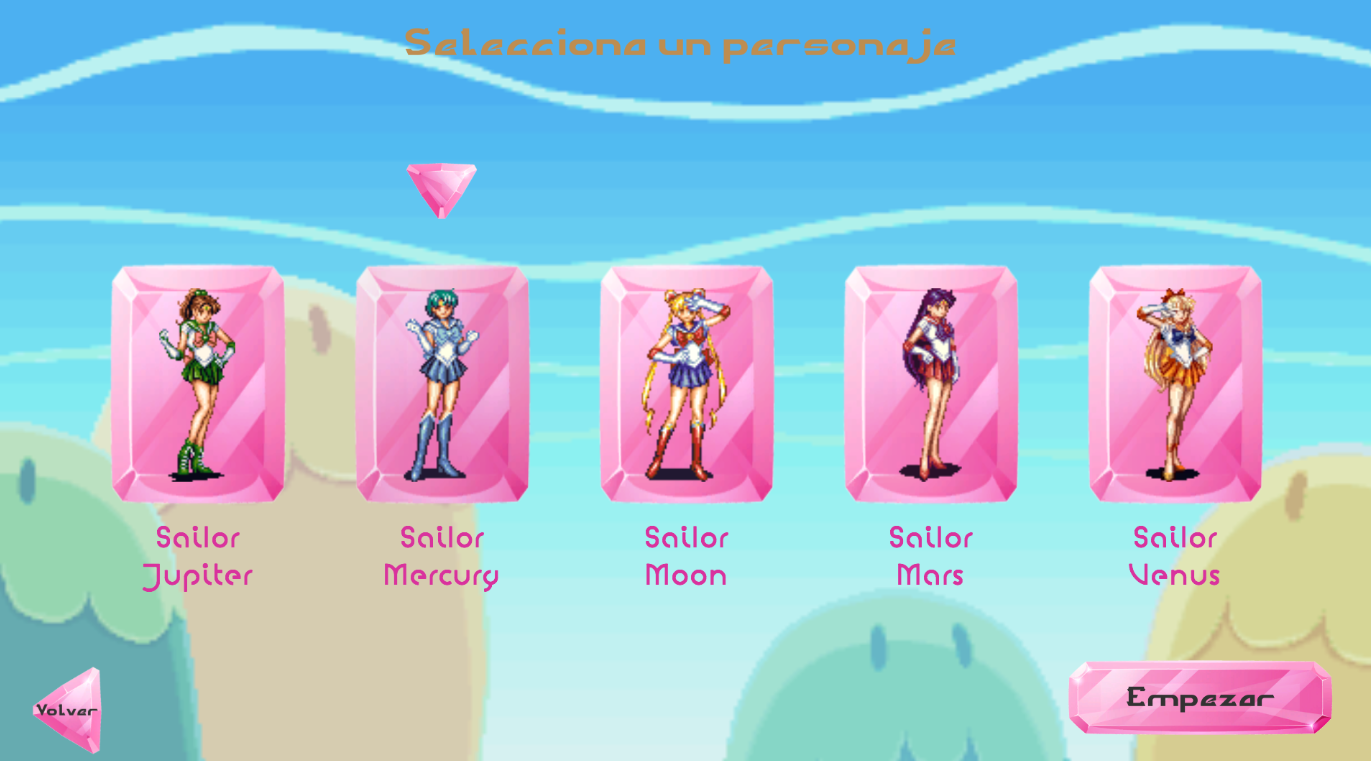 Selecciona un personaje
Sailor
Jupiter
Sailor
Mercury
Sailor
Moon
Sailor
Mars
Sailor
Venus
Volver
Empezar